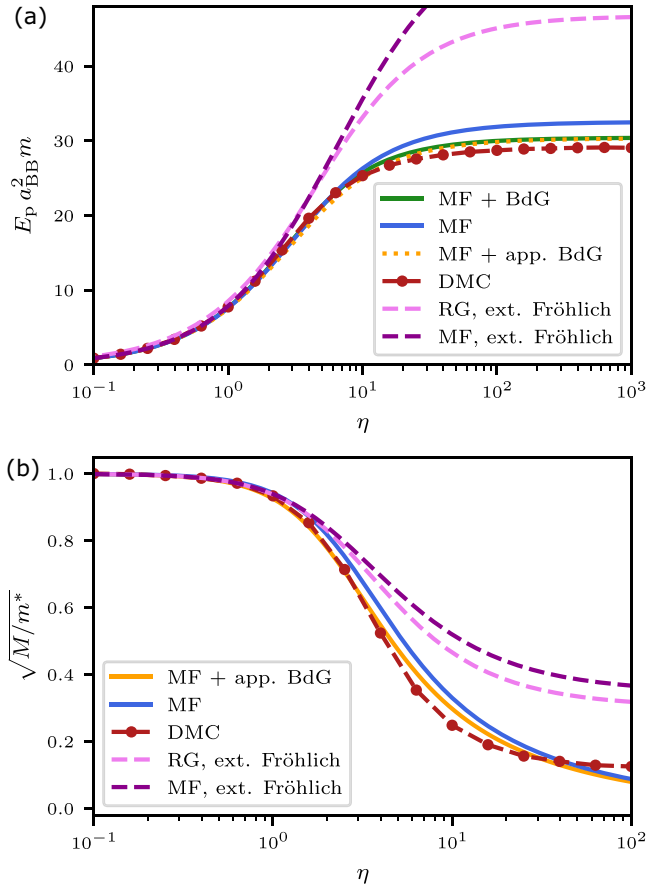 (a)
40
30
20
10
0
E_p a_BB^2 m
MF + BdG
MF
MF + app. BdG
DMC
RG, ext. Fröhlich
MF, ext. Fröhlich
10^−1
10^0
10^1
10^2
10^3
η
(b)
1.0
0.8
0.6
0.4
0.2
0.0
√M/m*
MF + app. BdG
MF
DMC
RG, ext. Fröhlich
MF, ext. Fröhlich
10^−1
10^0
10^1
10^2
η